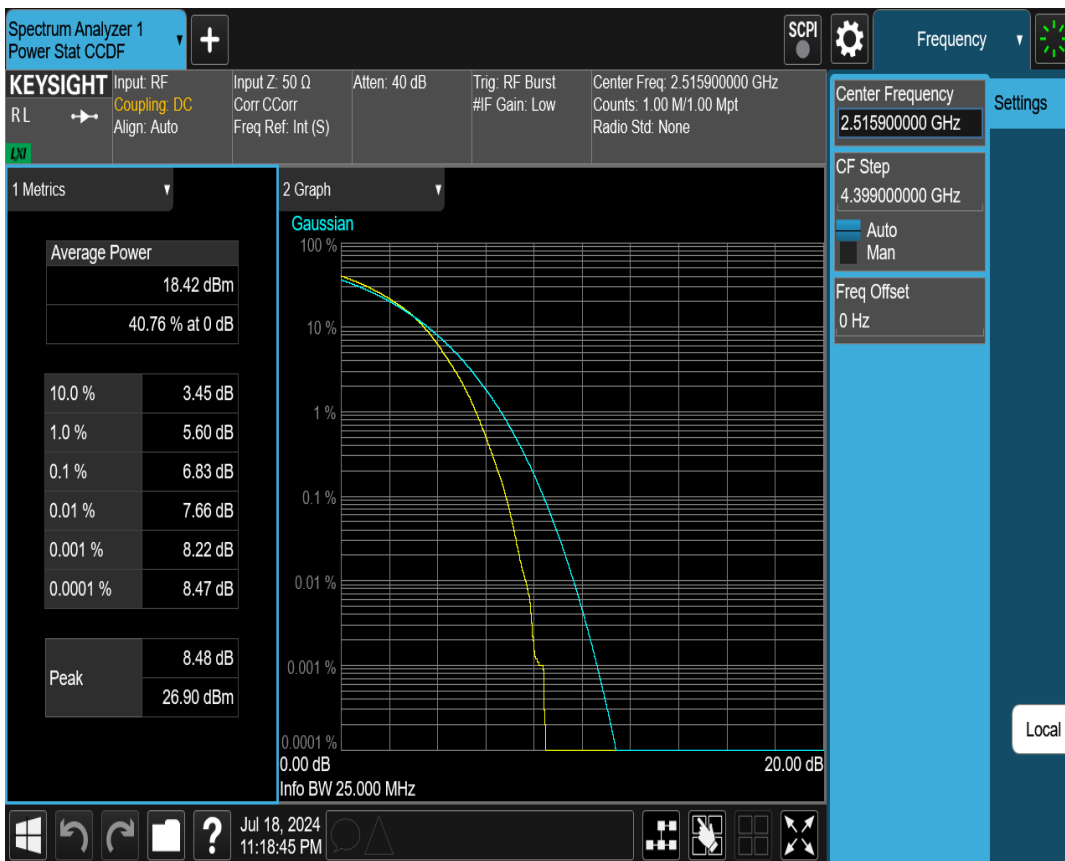 Spectrum Analyzer 1
Power Stat CCDF
+
SCPI
Frequency
KEYSIGHT
RL
LXI
Input: RF
Coupling: DC
Align: Auto
Input Z: 50 Ω
Corr CCorr
Freq Ref: Int (S)
Atten: 40 dB
Trig: RF Burst
#IF Gain: Low
Center Freq: 2.515900000 GHz
Counts: 1.00 M/1.00 Mpt
Radio Std: None
Center Frequency
2.515900000 GHz
Settings
CF Step
4.399000000 GHz
Auto
Man
Freq Offset
0 Hz
1 Metrics
Average Power
18.42 dBm
40.76 % at 0 dB
10.0 % 3.45 dB
1.0 % 5.60 dB
0.1 % 6.83 dB
0.01 % 7.66 dB
0.001 % 8.22 dB
0.0001 % 8.47 dB
Peak
8.48 dB
26.90 dBm
2 Graph
Gaussian
100 %
10 %
1 %
0.1 %
0.01 %
0.001 %
0.0001 %
0.00 dB 20.00 dB
Info BW 25.000 MHz
Local
?
Jul 18, 2024
11:18:45 PM